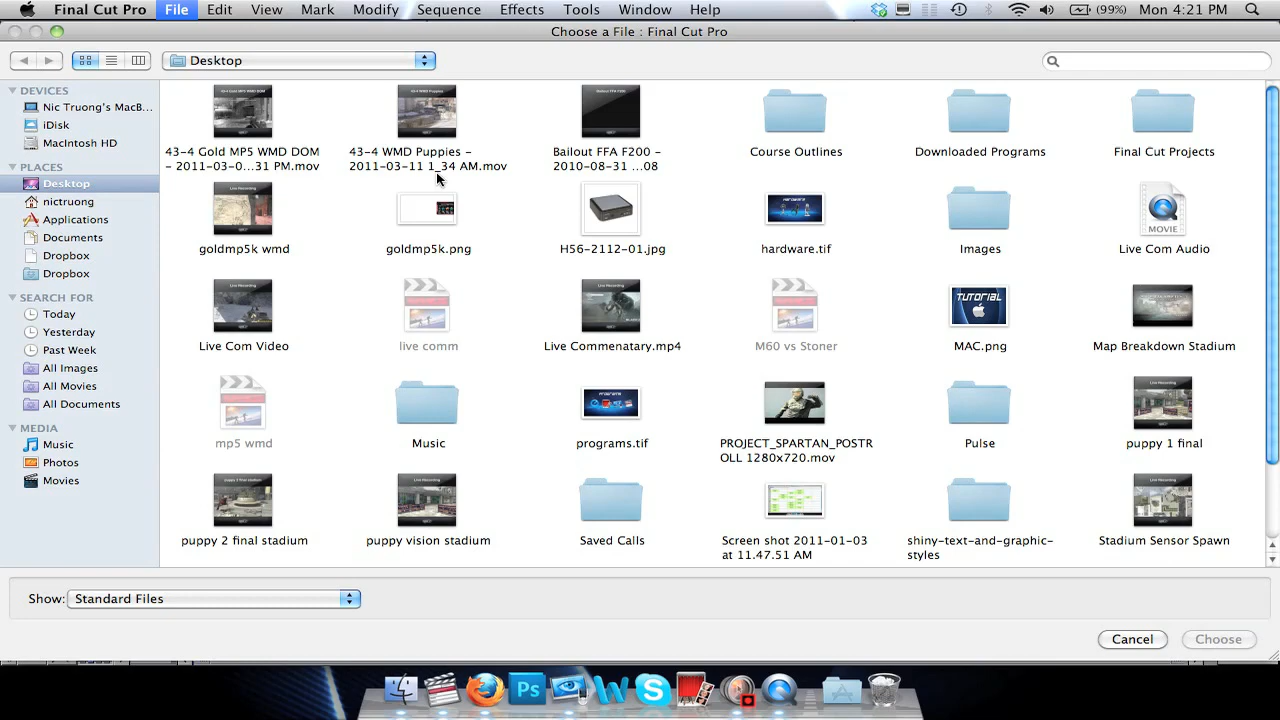 Final Cut Pro File Edit View Mark Modify Sequence Effects Tools Window Help (99%) Mon 4:21 PM
Choose a File : Final Cut Pro
Desktop
DEVICES
Nic Truong's MacB...
iDisk
MacIntosh HD
PLACES
Desktop
nictruong
Applications
Documents
Dropbox
Dropbox
SEARCH FOR
Today
Yesterday
Past Week
All Images
All Movies
All Documents
MEDIA
Music
Photos
Movies
43-4 Gold MP5 WMD DOM
- 2011-03-0...31 PM.mov
43-4 WMD Puppies -
2011-03-11 1_34 AM.mov
Bailout FFA F200 -
2010-08-31 ...08
Course Outlines
Downloaded Programs
Final Cut Projects
goldmp5k wmd
goldmp5k.png
H56-2112-01.jpg
hardware.tif
Images
MOVIE
Live Com Audio
Live Com Video
live comm
Live Commenatary.mp4
M60 vs Stoner
TUTORIAL
MAC.png
Map Breakdown Stadium
mp5 wmd
Music
programs.tif
PROJECT_SPARTAN_POSTR
OLL 1280x720.mov
Pulse
puppy 1 final
puppy 2 final stadium
puppy vision stadium
Saved Calls
Screen shot 2011-01-03
at 11.47.51 AM
shiny-text-and-graphic-
styles
Stadium Sensor Spawn
Show: Standard Files
Cancel Choose
Ps